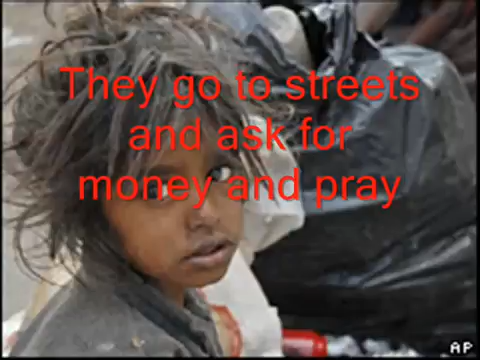 They go to streets
and ask for
money and pray
AP